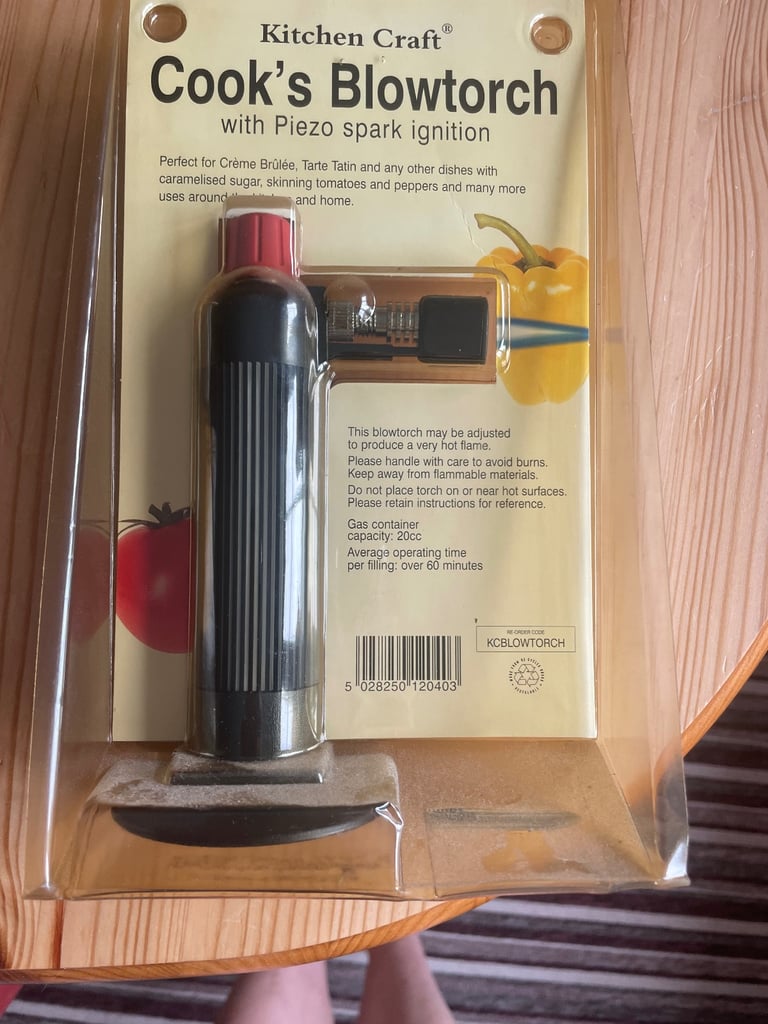 Kitchen Craft®
Cook's Blowtorch
with Piezo spark ignition
Perfect for Crème Brûlée, Tarte Tatin and any other dishes with
caramelised sugar, skinning tomatoes and peppers and many more
uses around the kitchen and home.
This blowtorch may be adjusted
to produce a very hot flame.
Please handle with care to avoid burns.
Keep away from flammable materials.
Do not place torch on or near hot surfaces.
Please retain instructions for reference.
Gas container
capacity: 20cc
Average operating time
per filling: over 60 minutes
RE-ORDER CODE
KCBLOWTORCH
5 028250 120403